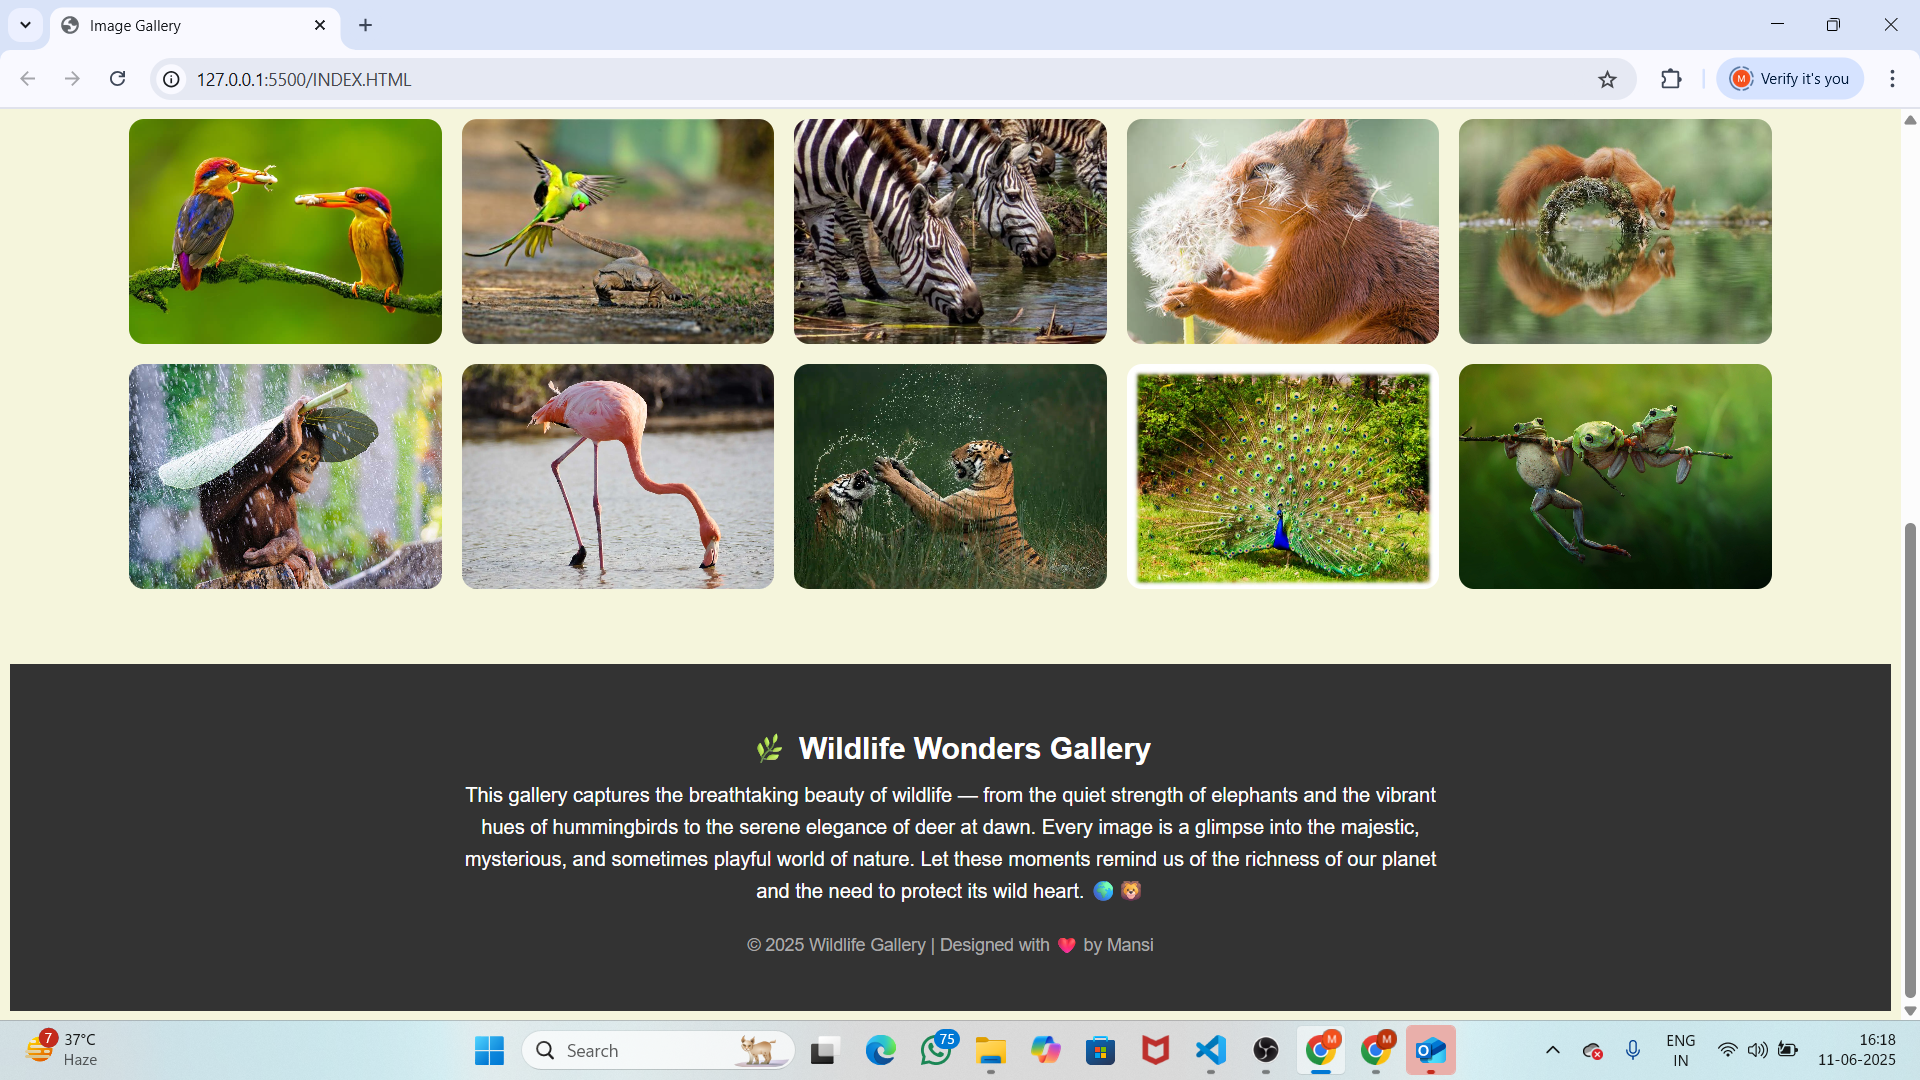 Image Gallery
127.0.0.1:5500/INDEX.HTML
M
Verify it's you
🌿 Wildlife Wonders Gallery
This gallery captures the breathtaking beauty of wildlife — from the quiet strength of elephants and the vibrant
hues of hummingbirds to the serene elegance of deer at dawn. Every image is a glimpse into the majestic,
mysterious, and sometimes playful world of nature. Let these moments remind us of the richness of our planet
and the need to protect its wild heart. 🌍 🦁
© 2025 Wildlife Gallery | Designed with ❤️ by Mansi
7
37°C
Haze
Search
75
M
M
ENG
IN
16:18
11-06-2025